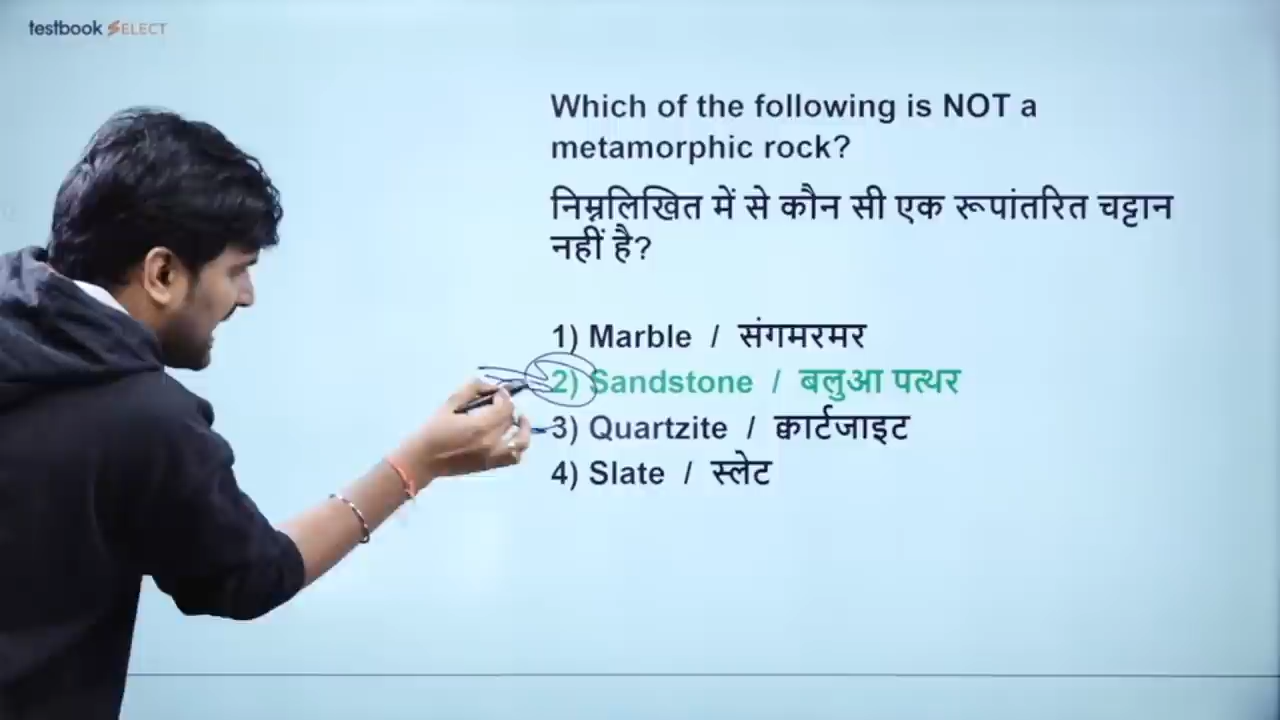 testbook SELECT
Which of the following is NOT a
metamorphic rock?
निम्नलिखित में से कौन सी एक रूपांतरित चट्टान
नहीं है?
1) Marble / संगमरमर
2) Sandstone / बलुआ पत्थर
3) Quartzite / क्वार्टजाइट
4) Slate / स्लेट